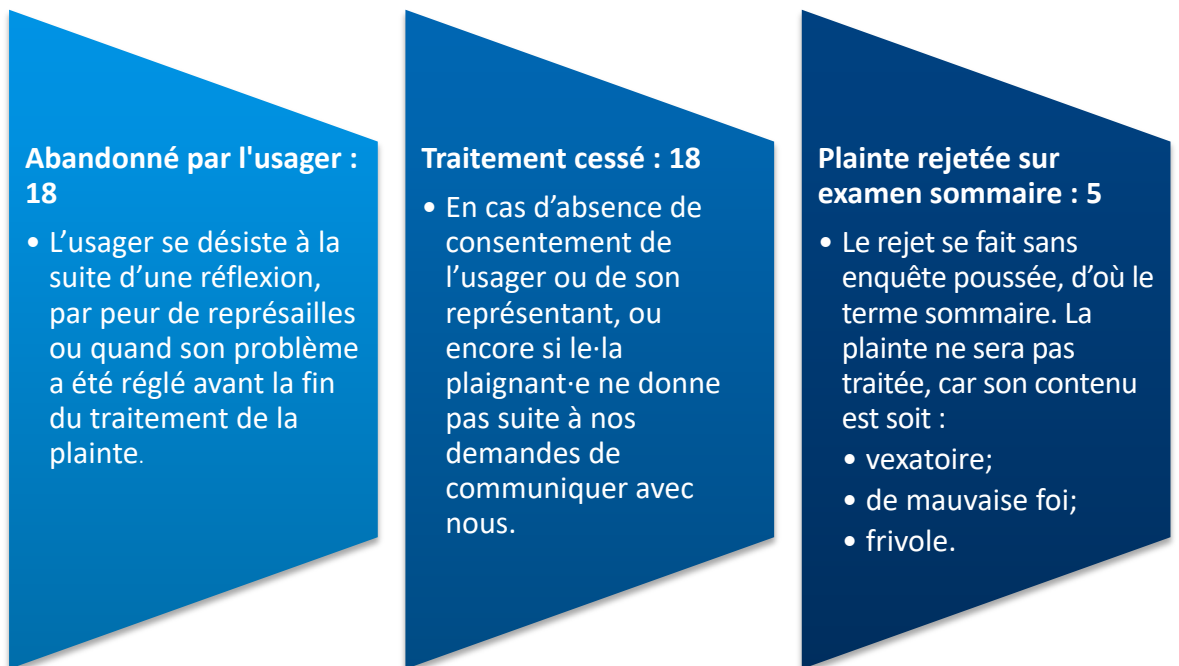 Abandonné par l'usager :
18
• L’usager se désiste à la
suite d’une réflexion,
par peur de représailles
ou quand son problème
a été réglé avant la fin
du traitement de la
plainte.
Traitement cessé : 18
• En cas d’absence de
consentement de
l’usager ou de son
représentant, ou
encore si le·la
plaignant·e ne donne
pas suite à nos
demandes de
communiquer avec
nous.
Plainte rejetée sur
examen sommaire : 5
• Le rejet se fait sans
enquête poussée, d’où le
terme sommaire. La
plainte ne sera pas
traitée, car son contenu
est soit :
• vexatoire;
• de mauvaise foi;
• frivole.